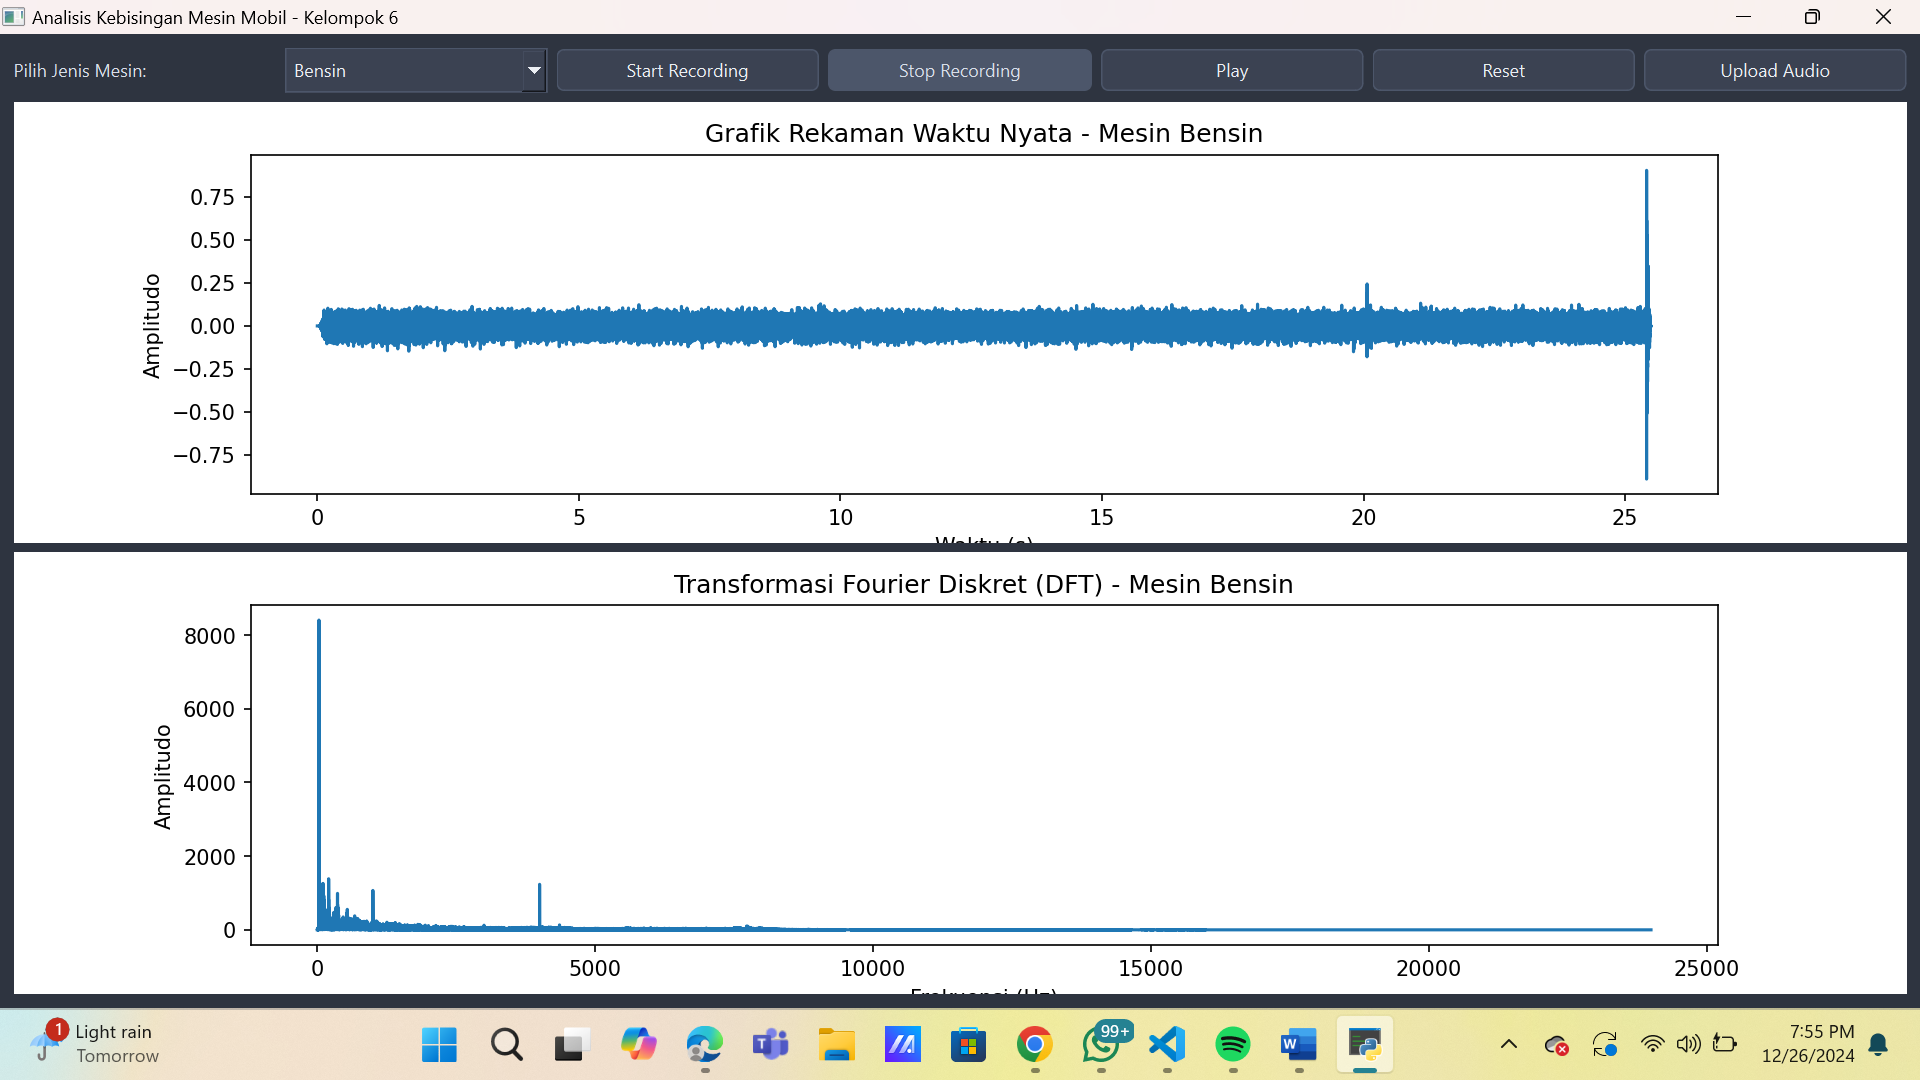 Analisis Kebisingan Mesin Mobil - Kelompok 6
Pilih Jenis Mesin:
Bensin
Start Recording
Stop Recording
Play
Reset
Upload Audio
Grafik Rekaman Waktu Nyata - Mesin Bensin
Amplitudo
0.75
0.50
0.25
0.00
−0.25
−0.50
−0.75
0 5 10 15 20 25
Waktu (s)
Transformasi Fourier Diskret (DFT) - Mesin Bensin
Amplitudo
8000
6000
4000
2000
0
0 5000 10000 15000 20000 25000
Frekuensi (Hz)
1
Light rain
Tomorrow
99+
7:55 PM
12/26/2024